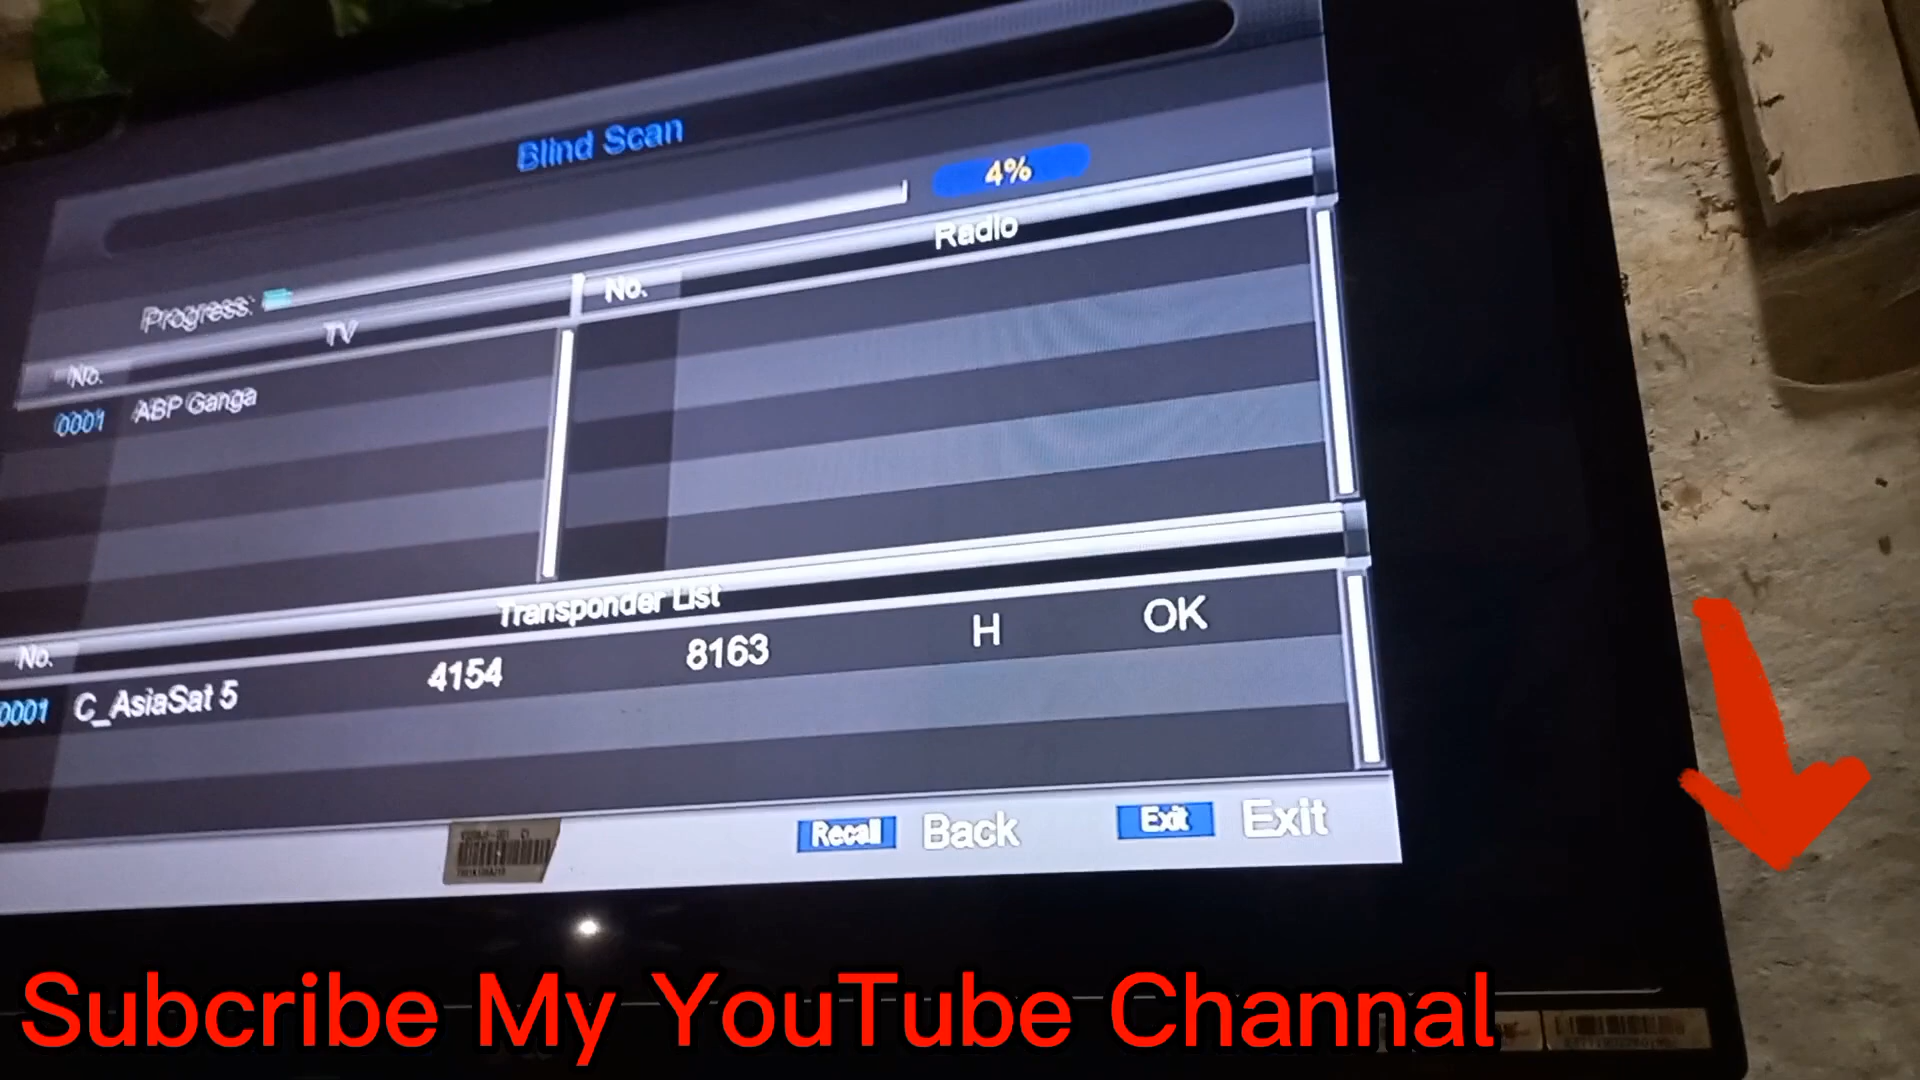 Blind Scan
Progress: 4%
No. TV No. Radio
0001 ABP Ganga
No. Transponder List
0001 C_AsiaSat 5 4154 8163 H OK
Recall Back Exit Exit
Subcribe My YouTube Channal